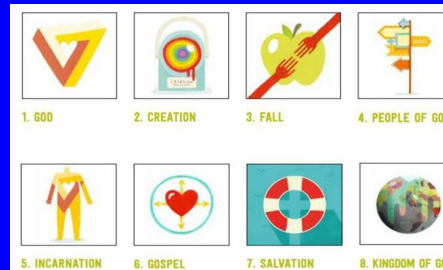 1. GOD
2. CREATION
3. FALL
4. PEOPLE OF GO
5. INCARNATION
6. GOSPEL
7. SALVATION
8. KINGDOM OF G